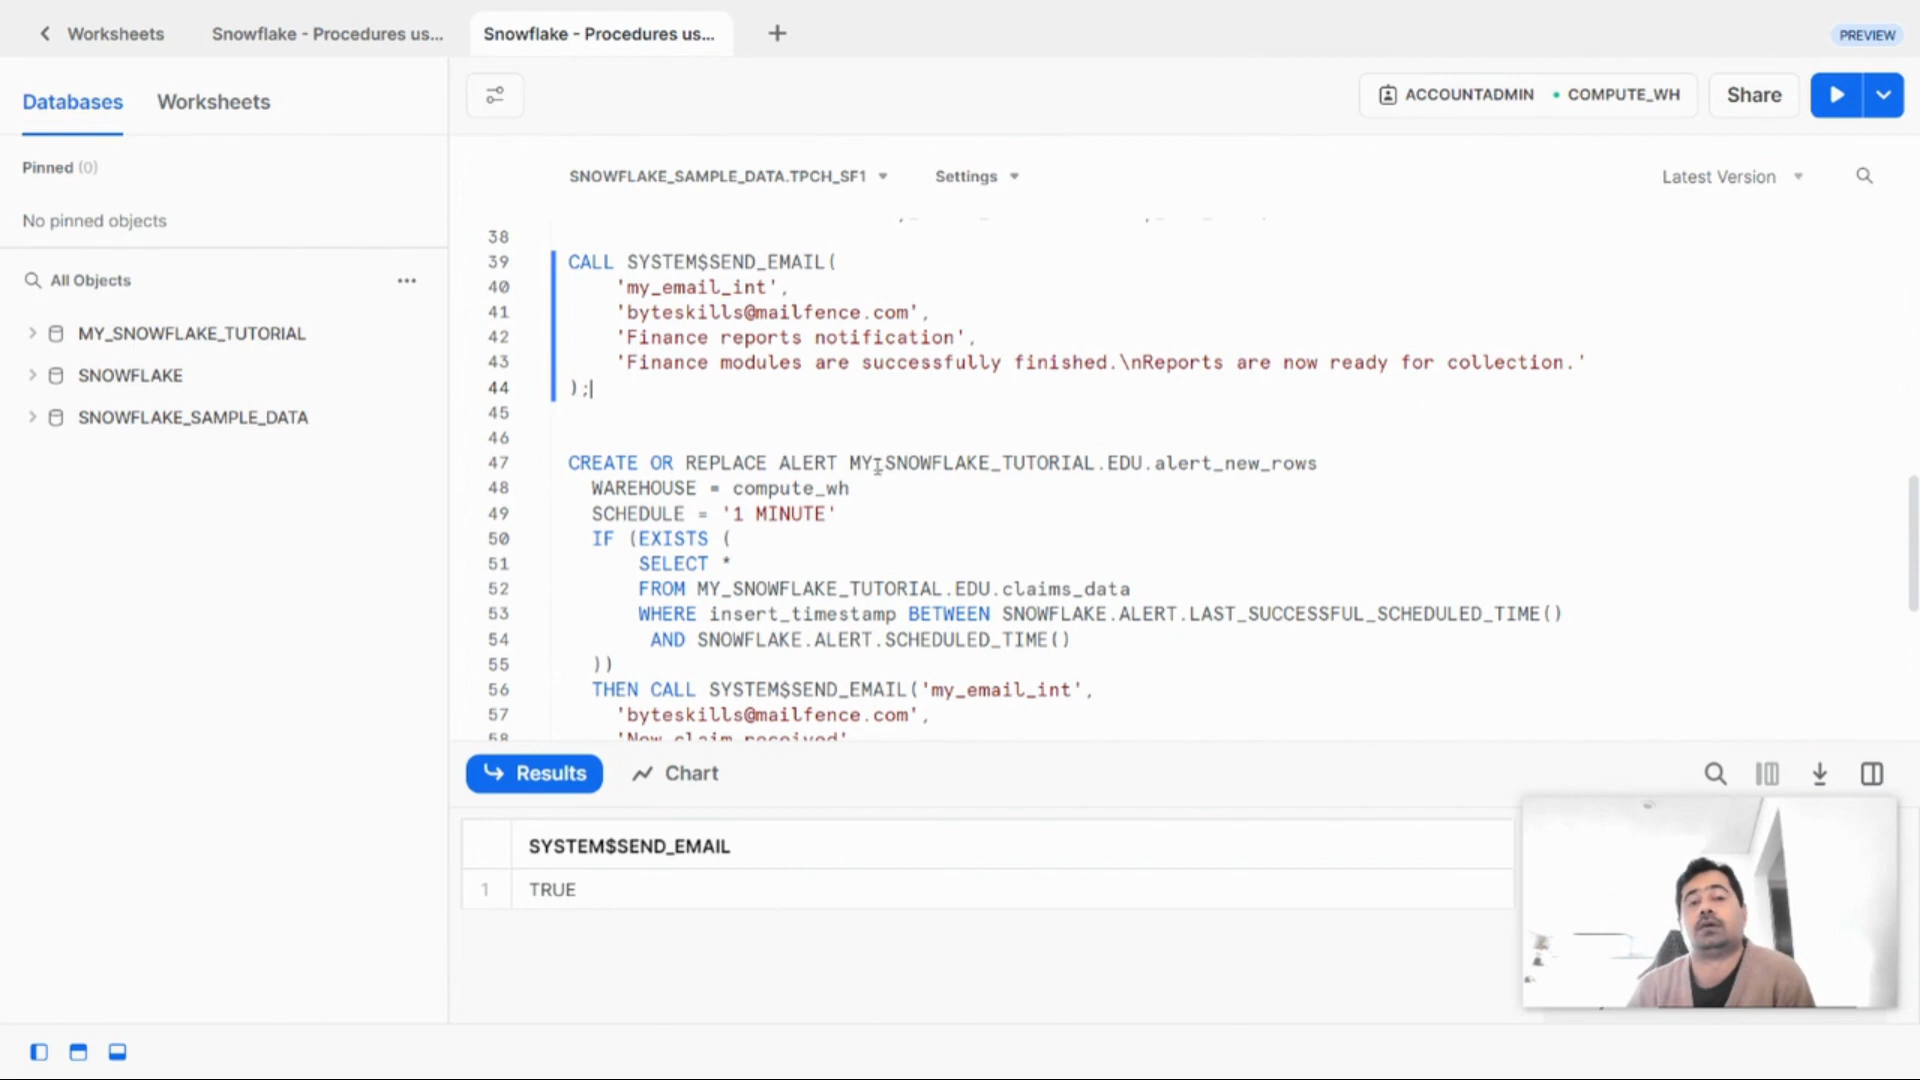 Worksheets
Snowflake - Procedures us...
Snowflake - Procedures us...
PREVIEW
Databases
Worksheets
ACCOUNTADMIN
COMPUTE_WH
Share
Pinned (0)
SNOWFLAKE_SAMPLE_DATA.TPCH_SF1
Settings
Latest Version
No pinned objects
All Objects
MY_SNOWFLAKE_TUTORIAL
SNOWFLAKE
SNOWFLAKE_SAMPLE_DATA
38
39 CALL SYSTEM$SEND_EMAIL(
40 'my_email_int',
41 'byteskills@mailfence.com',
42 'Finance reports notification',
43 'Finance modules are successfully finished.\nReports are now ready for collection.'
44 );
45
46
47 CREATE OR REPLACE ALERT MY_SNOWFLAKE_TUTORIAL.EDU.alert_new_rows
48 WAREHOUSE = compute_wh
49 SCHEDULE = '1 MINUTE'
50 IF (EXISTS (
51 SELECT *
52 FROM MY_SNOWFLAKE_TUTORIAL.EDU.claims_data
53 WHERE insert_timestamp BETWEEN SNOWFLAKE.ALERT.LAST_SUCCESSFUL_SCHEDULED_TIME()
54 AND SNOWFLAKE.ALERT.SCHEDULED_TIME()
55 ))
56 THEN CALL SYSTEM$SEND_EMAIL('my_email_int',
57 'byteskills@mailfence.com',
58 'New claim received'
Results
Chart
SYSTEM$SEND_EMAIL
1 TRUE